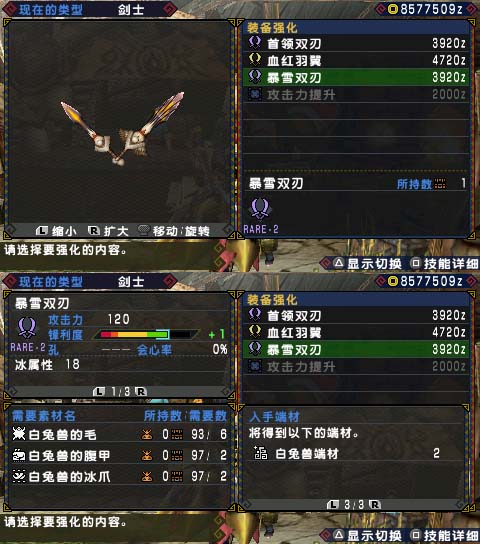 现在的类型 剑士
8577509z
装备强化
首领双刃 3920z
血红羽翼 4720z
暴雪双刃 3920z
攻击力提升 2000z
暴雪双刃 所持数 1
RARE-2
L 缩小 R 扩大 移动/旋转
请选择要强化的内容。
△显示切换 □技能详细
现在的类型 剑士
8577509z
暴雪双刃
攻击力 120
锋利度 +1
RARE-2 孔 --- 会心率 0%
冰属性 18
L 1/3 R
需要素材名 所持数/需要数
白兔兽的毛 0 93/ 6
白兔兽的腹甲 0 97/ 2
白兔兽的冰爪 0 97/ 2
装备强化
首领双刃 3920z
血红羽翼 4720z
暴雪双刃 3920z
攻击力提升 2000z
入手端材
将得到以下的端材。
白兔兽端材 2
L 3/3 R
请选择要强化的内容。
△显示切换 □技能详细